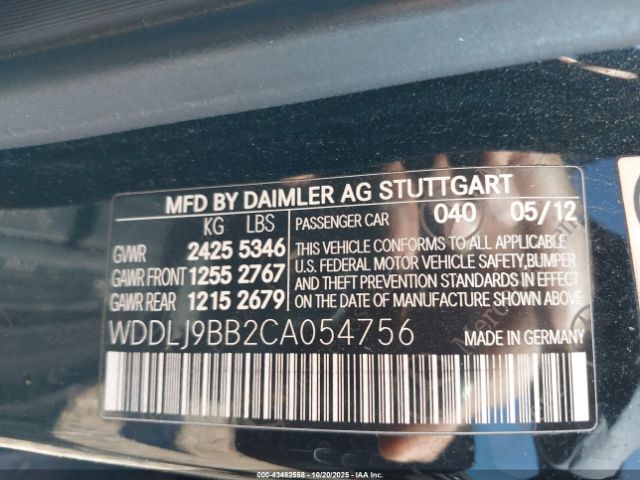 MFD BY DAIMLER AG STUTTGART
KG LBS
GVWR 2425 5346
GAWR FRONT 1255 2767
GAWR REAR 1215 2679
PASSENGER CAR 040 05/12
THIS VEHICLE CONFORMS TO ALL APPLICABLE
U.S. FEDERAL MOTOR VEHICLE SAFETY,BUMPER
AND THEFT PREVENTION STANDARDS IN EFFECT
ON THE DATE OF MANUFACTURE SHOWN ABOVE.
WDDLJ9BB2CA054756
MADE IN GERMANY
000-43482558 - 10/20/2025 - IAAI.COM